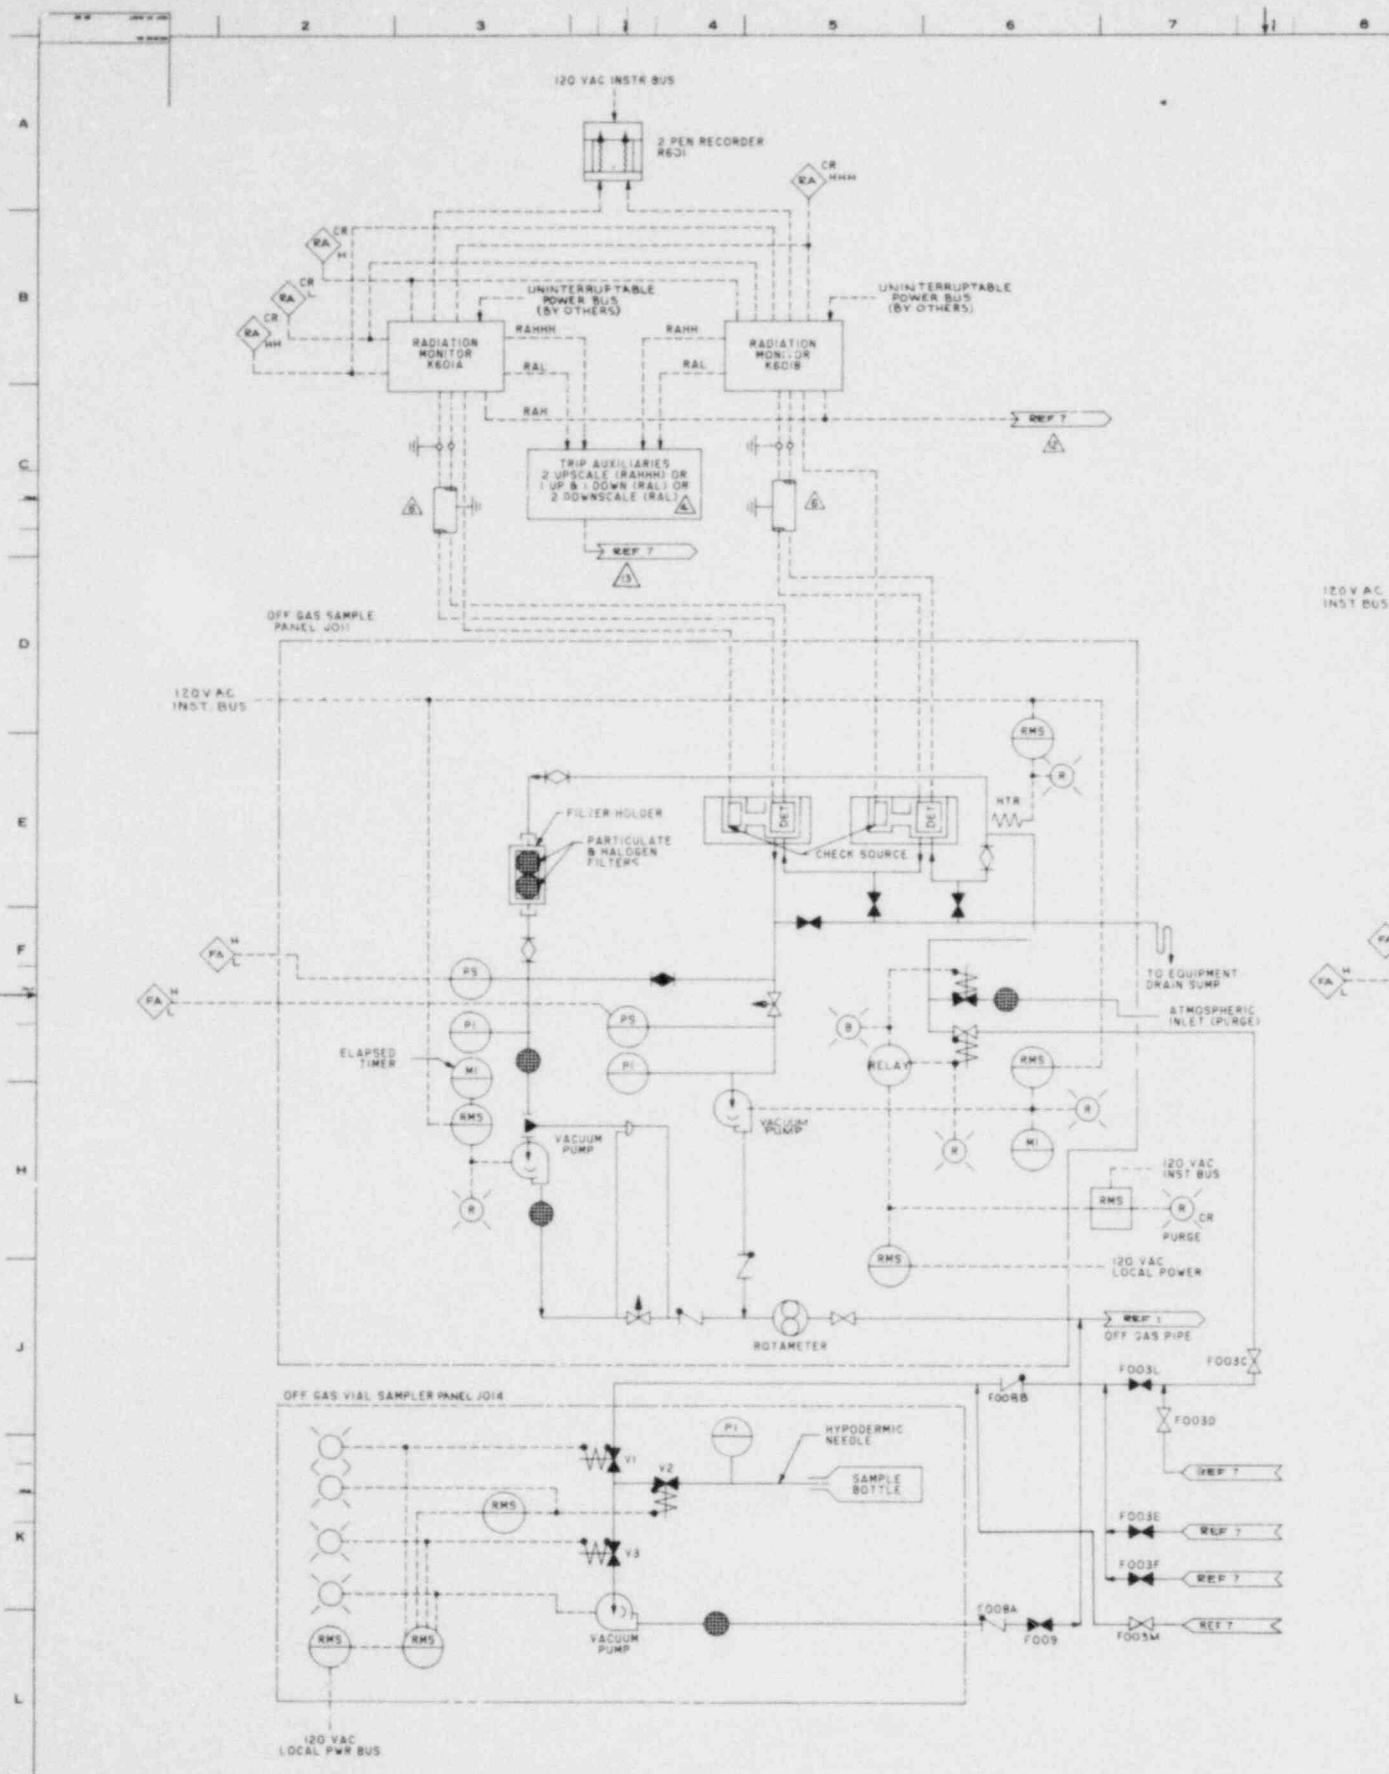 2 3 1 4 5 6 7 8
120 VAC INSTR BUS
A
2 PEN RECORDER
R601
RA
CR
HHH
RA
CR
H
B
RA
CR
L
UNINTERRUPTABLE
POWER BUS
(BY OTHERS)
UNINTERRUPTABLE
POWER BUS
(BY OTHERS)
RA
CR
HH
RADIATION
MONITOR
K601A
RAHHH
RAHH
RADIATION
MONITOR
K601B
RAL
RAL
RAH
REF 7
12
C
TRIP AUXILIARIES
2 UPSCALE (RAHHH) OR
1 UP & 1 DOWN (RAL) OR
2 DOWNSCALE (RAL)
6
4
6
REF 7
13
120 V AC
INST BUS
OFF GAS SAMPLE
PANEL J011
D
120 V AC
INST. BUS
RMS
R
HTR
E
FILTER HOLDER
DET
DET
PARTICULATE
& HALOGEN
FILTERS
CHECK SOURCE
F
FA
H
L
PS
TO EQUIPMENT
DRAIN SUMP
FA
FA
H
L
FA
H
L
PS
PI
B
ATMOSPHERIC
INLET (PURGE)
ELAPSED
TIMER
MI
PI
RELAY
RMS
RMS
VACUUM
PUMP
VACUUM
PUMP
R
R
MI
H
R
120 VAC
INST BUS
RMS
R
CR
PURGE
RMS
120 VAC
LOCAL POWER
REF 1
OFF GAS PIPE
ROTAMETER
J
F003C
F003L
F008B
OFF GAS VIAL SAMPLER PANEL J014
F003D
PI
HYPODERMIC
NEEDLE
V1
V2
SAMPLE
BOTTLE
REF 7
RMS
F003E
K
REF 7
V3
F003F
REF 7
F008A
VACUUM
PUMP
F009
F003M
REF 7
RMS
RMS
L
120 VAC
LOCAL PWR BUS